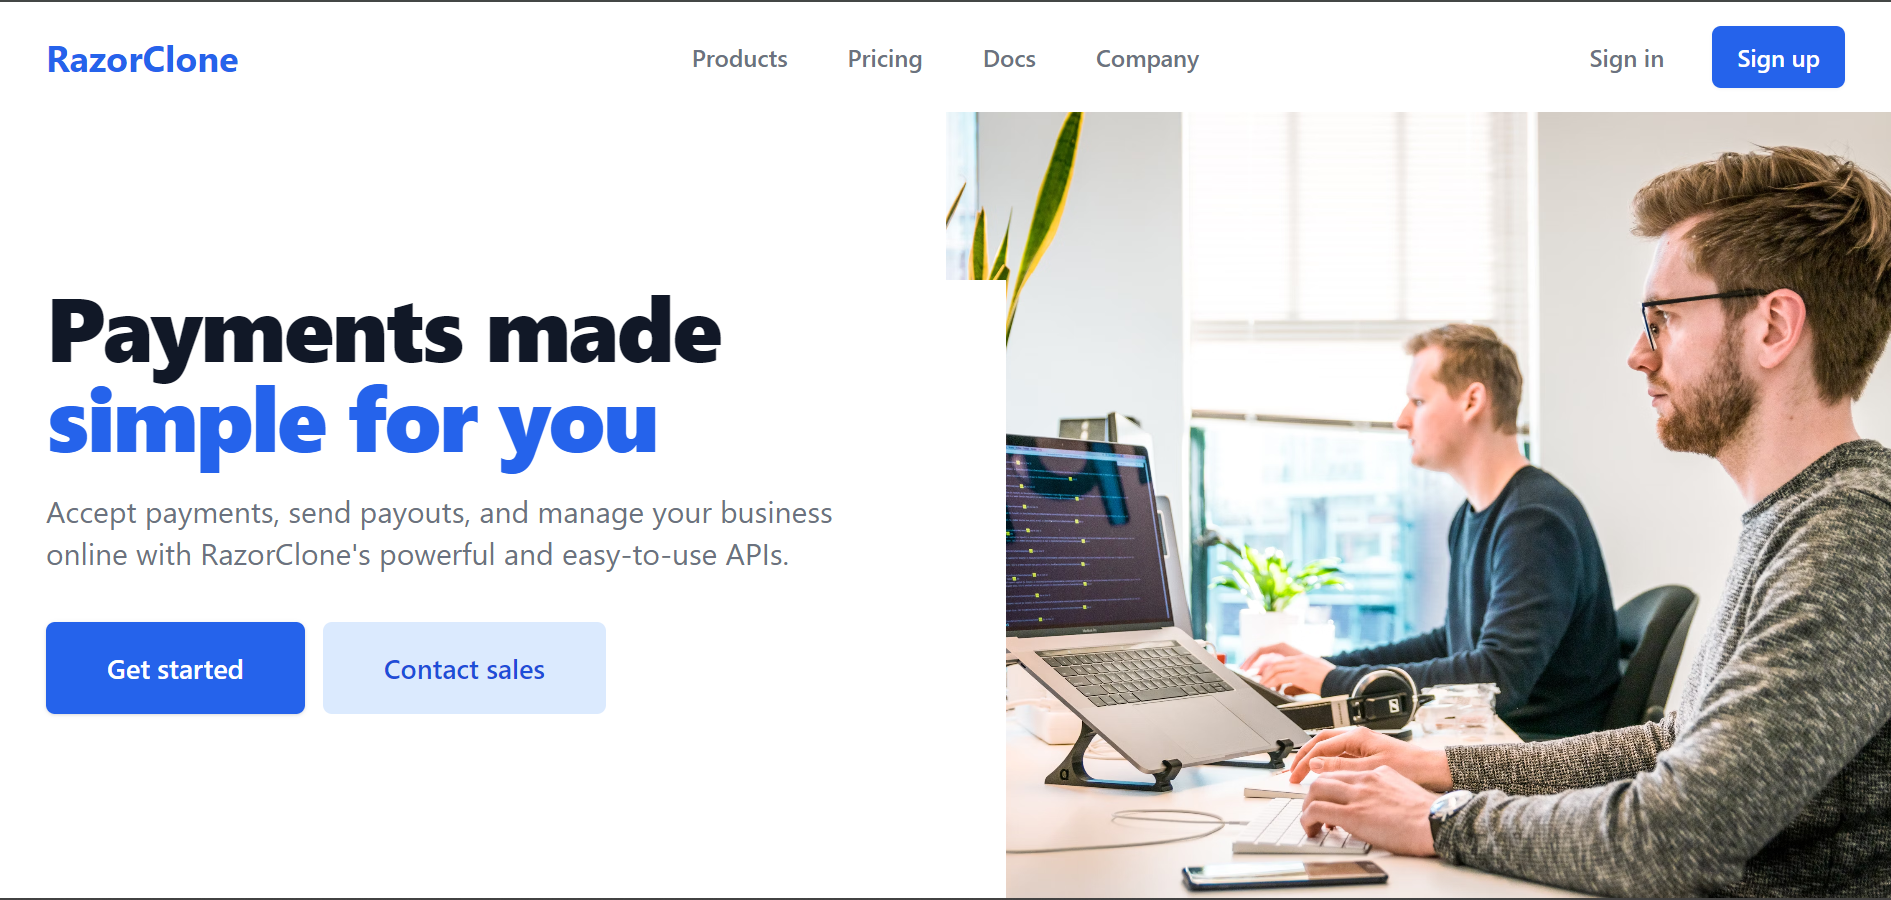 RazorClone
Products
Pricing
Docs
Company
Sign in
Sign up
Payments made
simple for you
Accept payments, send payouts, and manage your business
online with RazorClone's powerful and easy-to-use APIs.
Get started
Contact sales